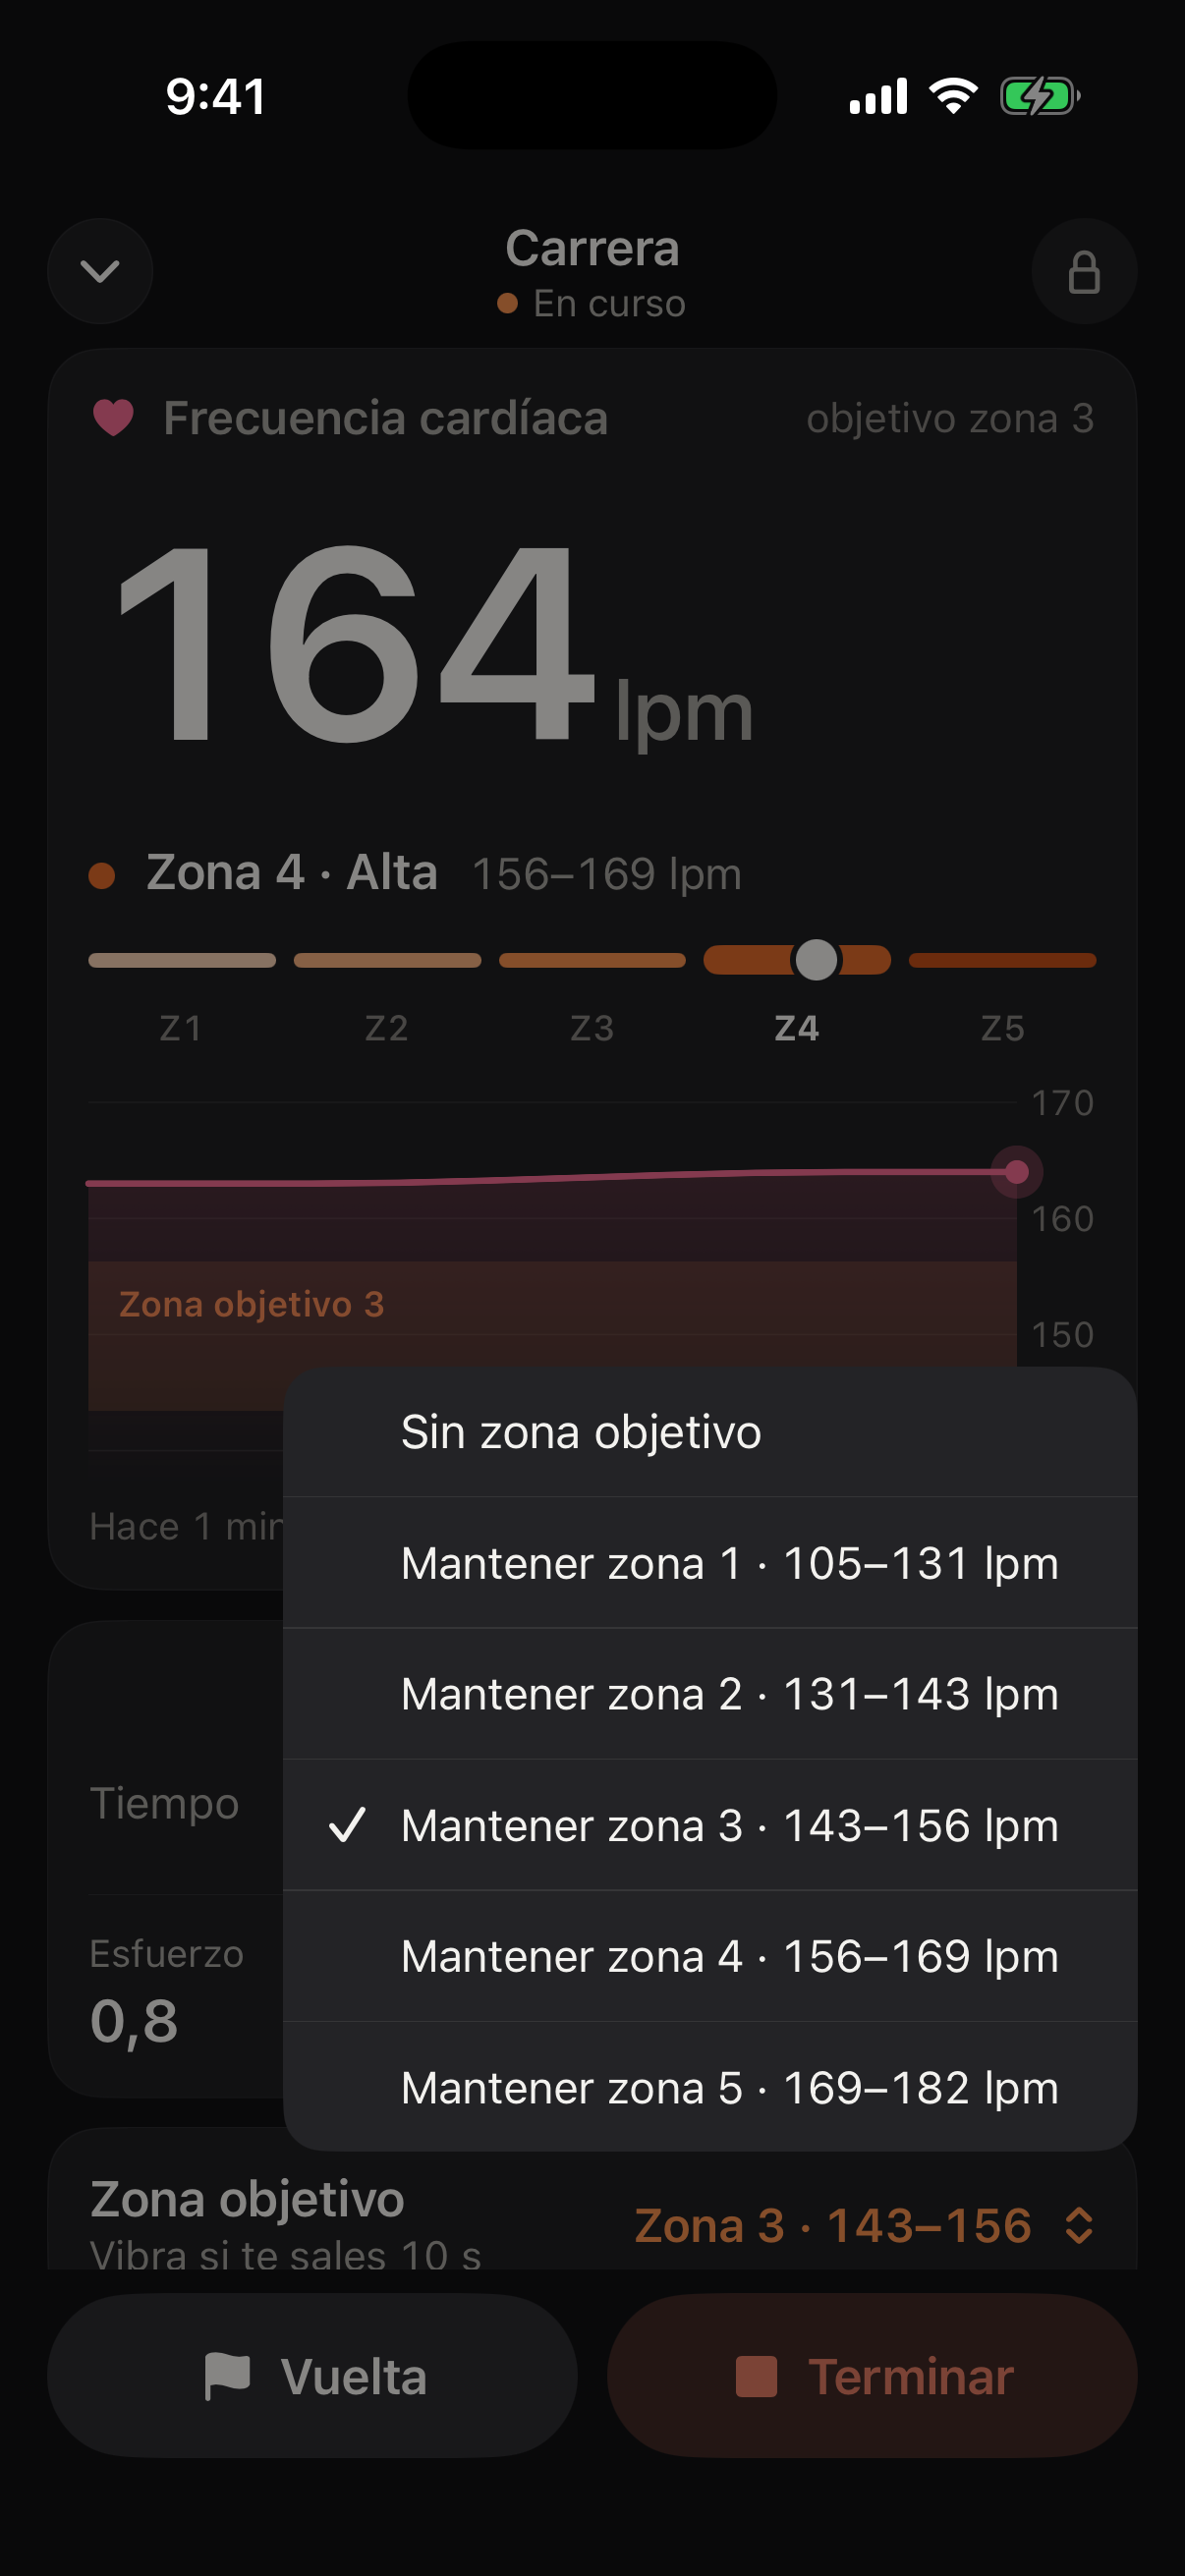 9:41
Carrera
En curso
Frecuencia cardíaca
objetivo zona 3
164 lpm
Zona 4 · Alta 156–169 lpm
Z1 Z2 Z3 Z4 Z5
170
160
Zona objetivo 3
150
Hace 1 min
Sin zona objetivo
Mantener zona 1 · 105–131 lpm
Mantener zona 2 · 131–143 lpm
Mantener zona 3 · 143–156 lpm
Mantener zona 4 · 156–169 lpm
Mantener zona 5 · 169–182 lpm
Tiempo
Esfuerzo
0,8
Zona objetivo
Zona 3 · 143–156
Vibra si te sales 10 s
Vuelta
Terminar